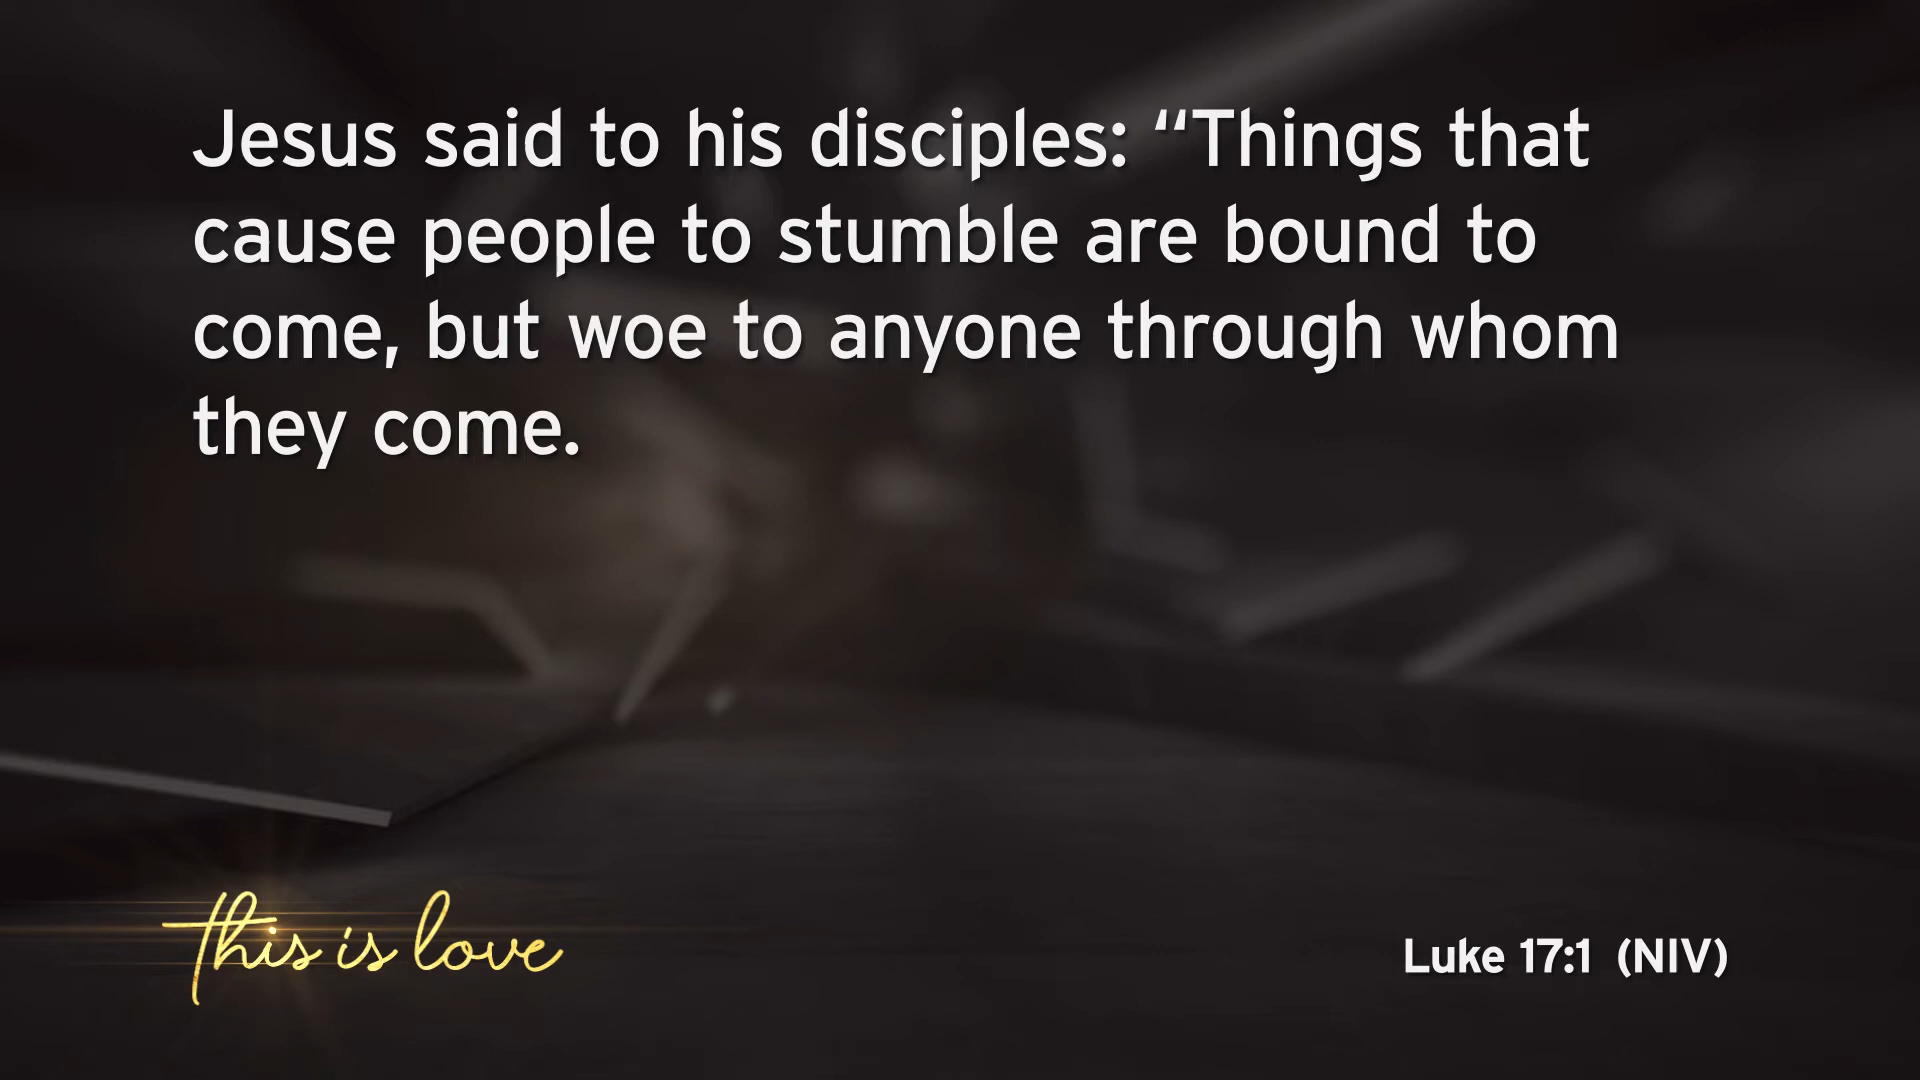 Jesus said to his disciples: “Things that
cause people to stumble are bound to
come, but woe to anyone through whom
they come.
this is love
Luke 17:1 (NIV)